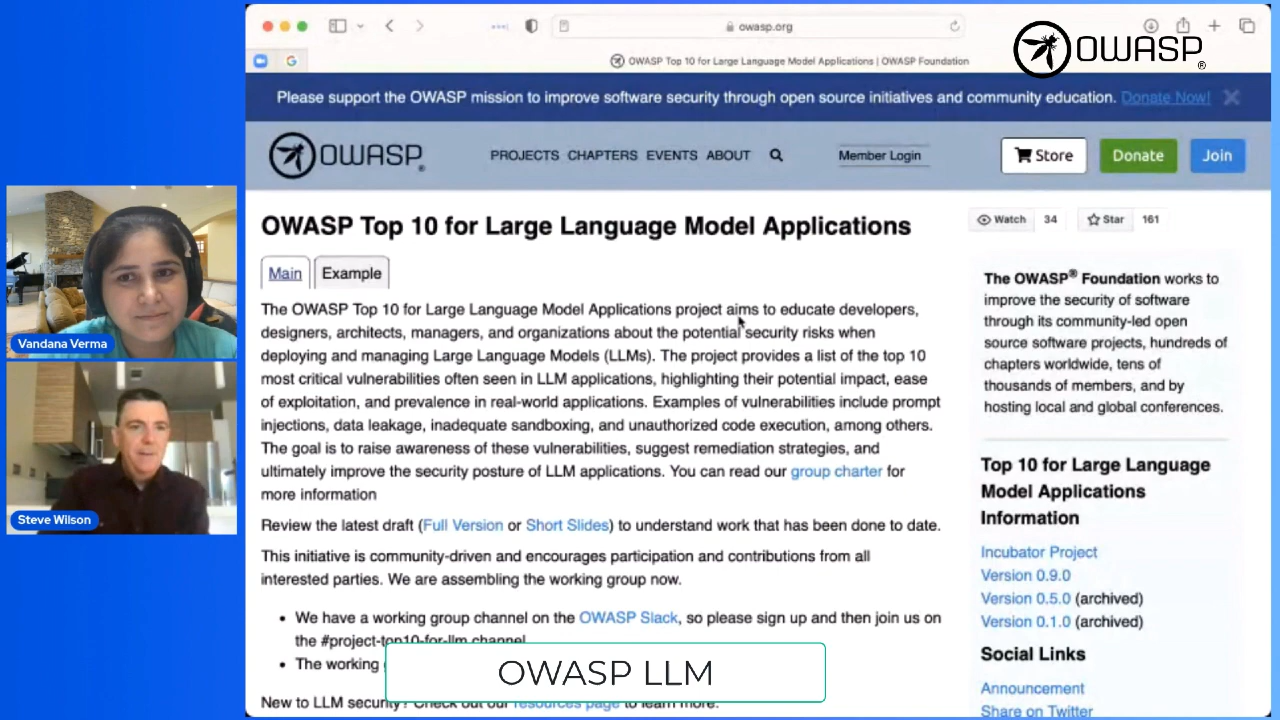 owasp.org
OWASP Top 10 for Large Language Model Applications | OWASP Foundation
OWASP®
Please support the OWASP mission to improve software security through open source initiatives and community education. Donate Now!
OWASP®
PROJECTS CHAPTERS EVENTS ABOUT
Member Login
Store
Donate
Join
OWASP Top 10 for Large Language Model Applications
Watch 34
Star 161
Main
Example
The OWASP Top 10 for Large Language Model Applications project aims to educate developers,
designers, architects, managers, and organizations about the potential security risks when
deploying and managing Large Language Models (LLMs). The project provides a list of the top 10
most critical vulnerabilities often seen in LLM applications, highlighting their potential impact, ease
of exploitation, and prevalence in real-world applications. Examples of vulnerabilities include prompt
injections, data leakage, inadequate sandboxing, and unauthorized code execution, among others.
The goal is to raise awareness of these vulnerabilities, suggest remediation strategies, and
ultimately improve the security posture of LLM applications. You can read our group charter for
more information
Review the latest draft (Full Version or Short Slides) to understand work that has been done to date.
This initiative is community-driven and encourages participation and contributions from all
interested parties. We are assembling the working group now.
• We have a working group channel on the OWASP Slack, so please sign up and then join us on
the #project-top10-for-llm channel
• The working
New to LLM security? Check out our resources page to learn more.
The OWASP® Foundation works to
improve the security of software
through its community-led open
source software projects, hundreds of
chapters worldwide, tens of
thousands of members, and by
hosting local and global conferences.
Top 10 for Large Language
Model Applications
Information
Incubator Project
Version 0.9.0
Version 0.5.0 (archived)
Version 0.1.0 (archived)
Social Links
Announcement
Share on Twitter
Vandana Verma
Steve Wilson
OWASP LLM